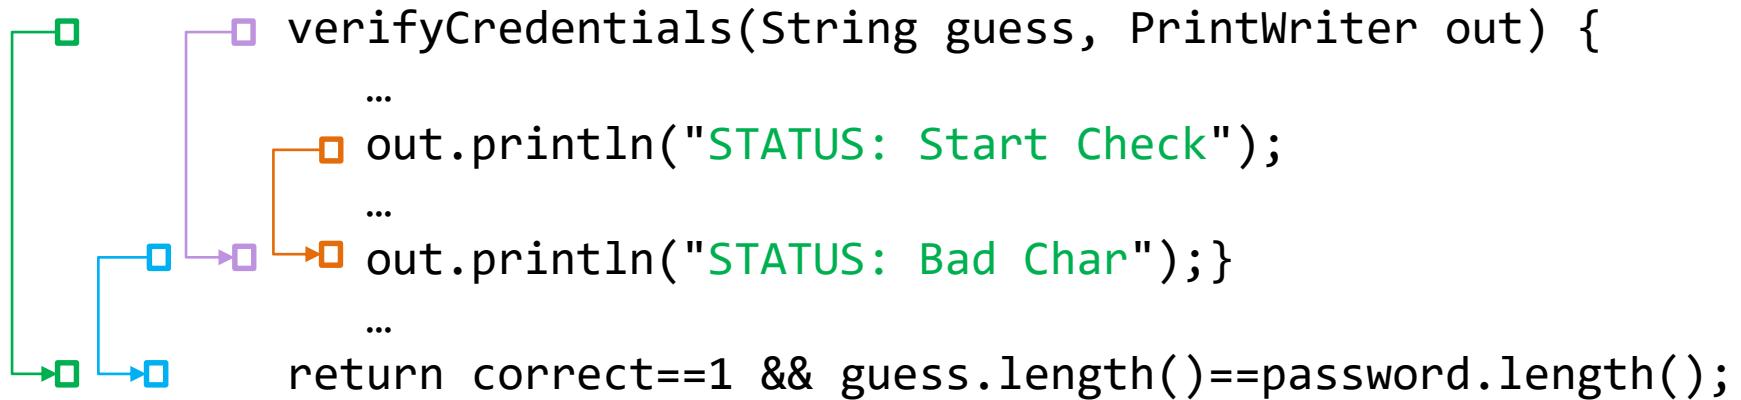 verifyCredentials(String guess, PrintWriter out) {
…
out.println("STATUS: Start Check");
…
out.println("STATUS: Bad Char");}
…
return correct==1 && guess.length()==password.length();